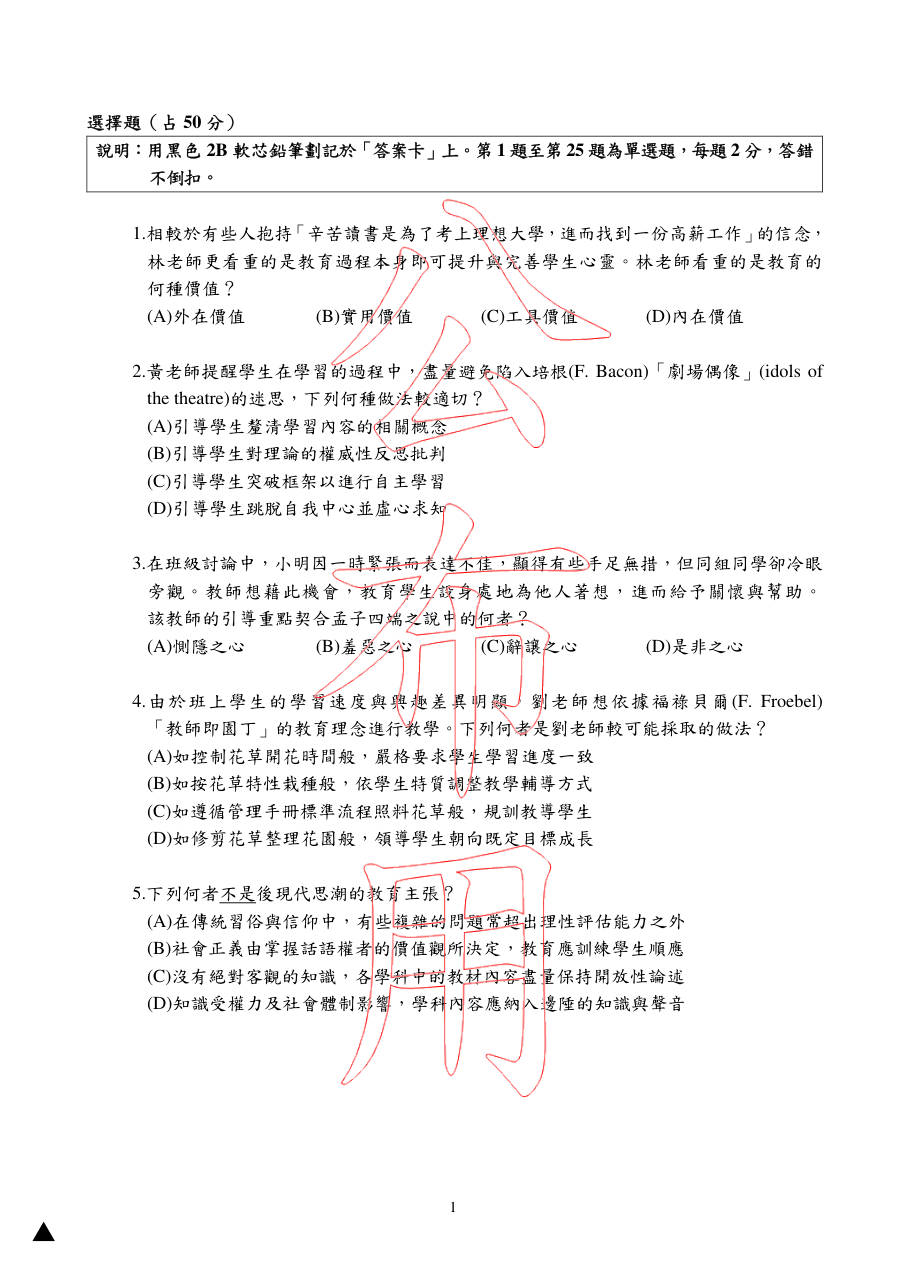 選擇題（占 50 分）
說明：用黑色 2B 軟芯鉛筆劃記於「答案卡」上。第 1 題至第 25 題為單選題，每題 2 分，答錯
不倒扣。
1.相較於有些人抱持「辛苦讀書是為了考上理想大學，進而找到一份高薪工作」的信念，
林老師更看重的是教育過程本身即可提升與完善學生心靈。林老師看重的是教育的
何種價值？
(A)外在價值 (B)實用價值 (C)工具價值 (D)內在價值
2.黃老師提醒學生在學習的過程中，盡量避免陷入培根(F. Bacon)「劇場偶像」(idols of
the theatre)的迷思，下列何種做法較適切？
(A)引導學生釐清學習內容的相關概念
(B)引導學生對理論的權威性反思批判
(C)引導學生突破框架以進行自主學習
(D)引導學生跳脫自我中心並虛心求知
3.在班級討論中，小明因一時緊張而表達不佳，顯得有些手足無措，但同組同學卻冷眼
旁觀。教師想藉此機會，教育學生設身處地為他人著想，進而給予關懷與幫助。
該教師的引導重點契合孟子四端之說中的何者？
(A)惻隱之心 (B)羞惡之心 (C)辭讓之心 (D)是非之心
4.由於班上學生的學習速度與興趣差異明顯，劉老師想依據福祿貝爾(F. Froebel)
「教師即園丁」的教育理念進行教學。下列何者是劉老師較可能採取的做法？
(A)如控制花草開花時間般，嚴格要求學生學習進度一致
(B)如按花草特性栽種般，依學生特質調整教學輔導方式
(C)如遵循管理手冊標準流程照料花草般，規訓教導學生
(D)如修剪花草整理花園般，領導學生朝向既定目標成長
5.下列何者不是後現代思潮的教育主張？
(A)在傳統習俗與信仰中，有些複雜的問題常超出理性評估能力之外
(B)社會正義由掌握話語權者的價值觀所決定，教育應訓練學生順應
(C)沒有絕對客觀的知識，各學科中的教材內容盡量保持開放性論述
(D)知識受權力及社會體制影響，學科內容應納入邊陲的知識與聲音
公布用
1